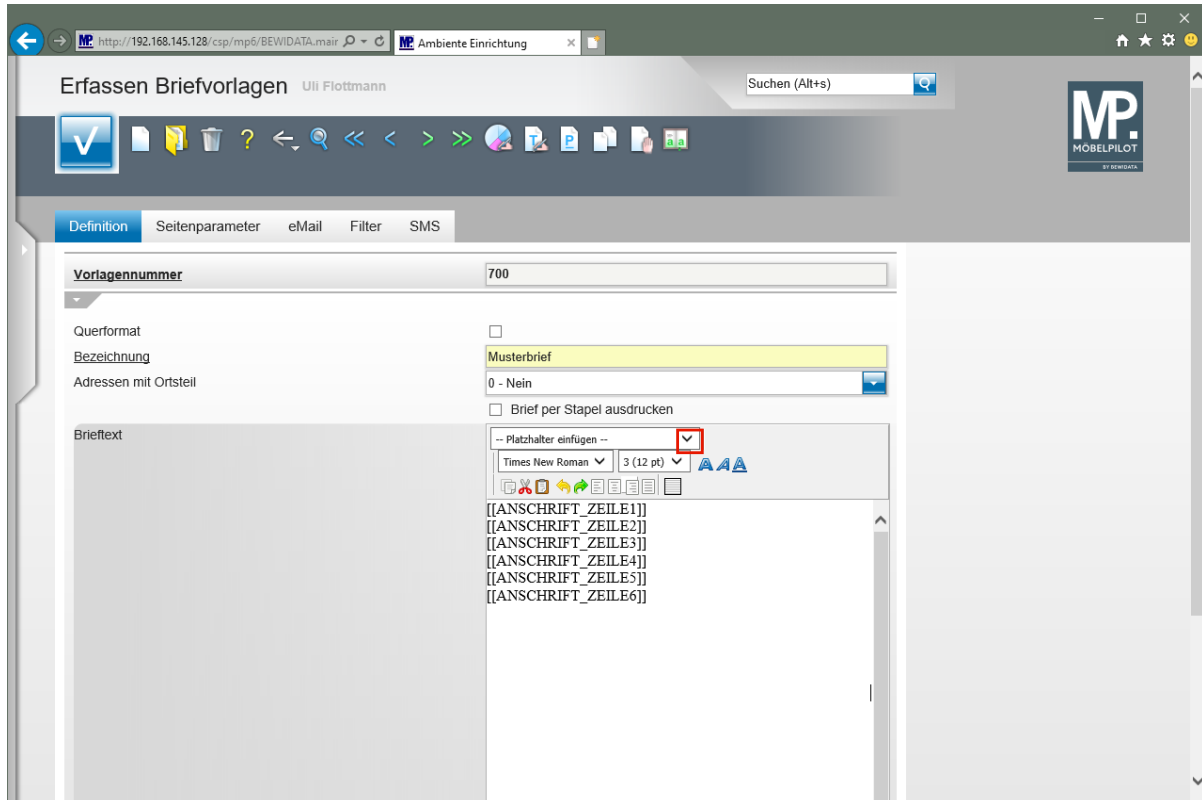 http://192.168.145.128/csp/mp6/BEWIDATA.mair
MP. Ambiente Einrichtung
Erfassen Briefvorlagen Uli Flottmann
Suchen (Alt+s)
MP.
MÖBELPILOT
BY BEWIDATA
Definition Seitenparameter eMail Filter SMS
Vorlagennummer 700
Querformat
Bezeichnung Musterbrief
Adressen mit Ortsteil 0 - Nein
Brief per Stapel ausdrucken
Brieftext -- Platzhalter einfügen --
Times New Roman 3 (12 pt) A A A
[[ANSCHRIFT_ZEILE1]]
[[ANSCHRIFT_ZEILE2]]
[[ANSCHRIFT_ZEILE3]]
[[ANSCHRIFT_ZEILE4]]
[[ANSCHRIFT_ZEILE5]]
[[ANSCHRIFT_ZEILE6]]